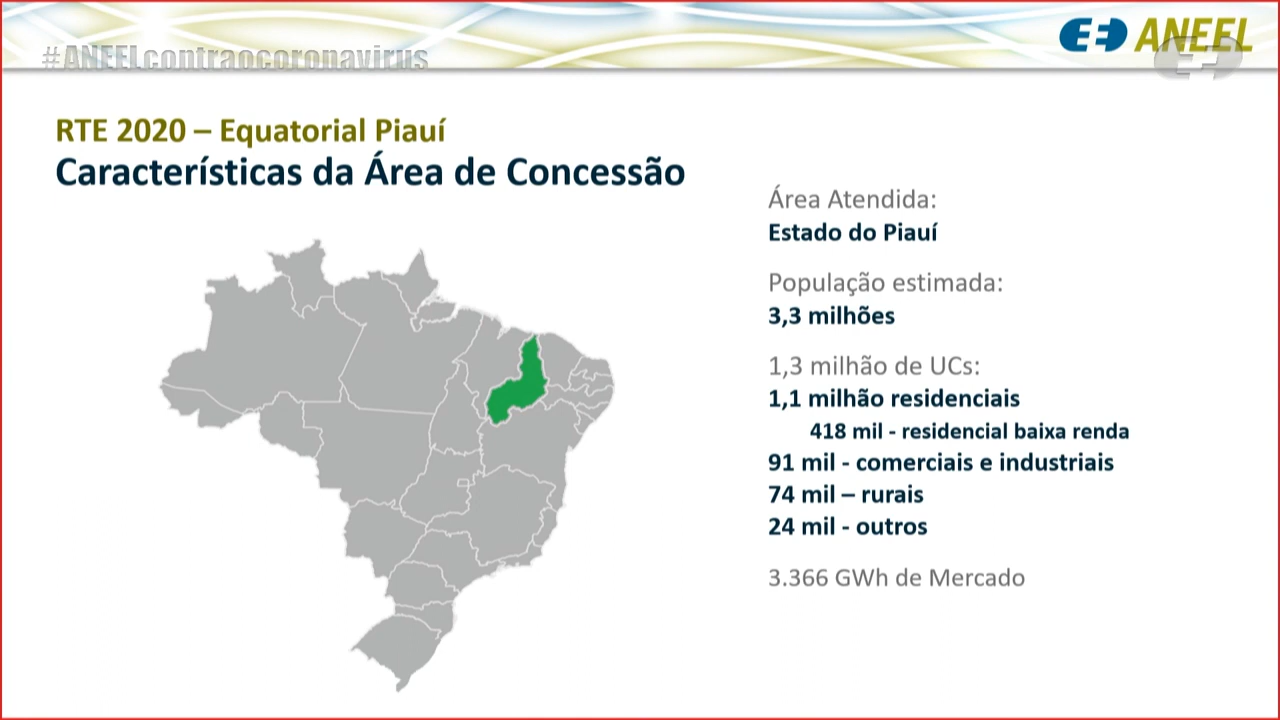 #ANEELcontraocoronavirus
ANEEL
RTE 2020 – Equatorial Piauí
Características da Área de Concessão
Área Atendida:
Estado do Piauí
População estimada:
3,3 milhões
1,3 milhão de UCs:
1,1 milhão residenciais
418 mil - residencial baixa renda
91 mil - comerciais e industriais
74 mil – rurais
24 mil - outros
3.366 GWh de Mercado